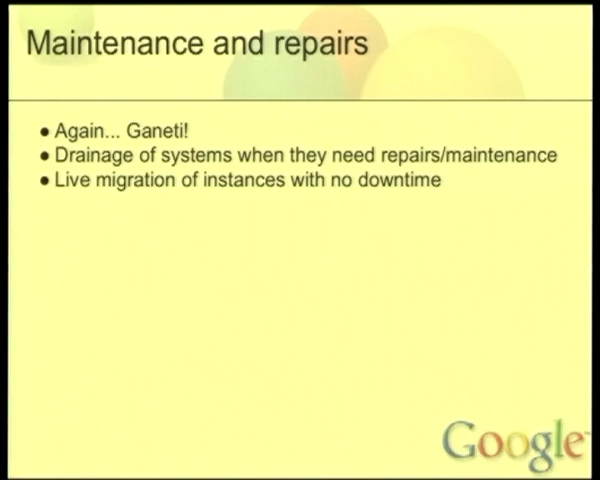 Maintenance and repairs
● Again... Ganeti!
● Drainage of systems when they need repairs/maintenance
● Live migration of instances with no downtime
Google™